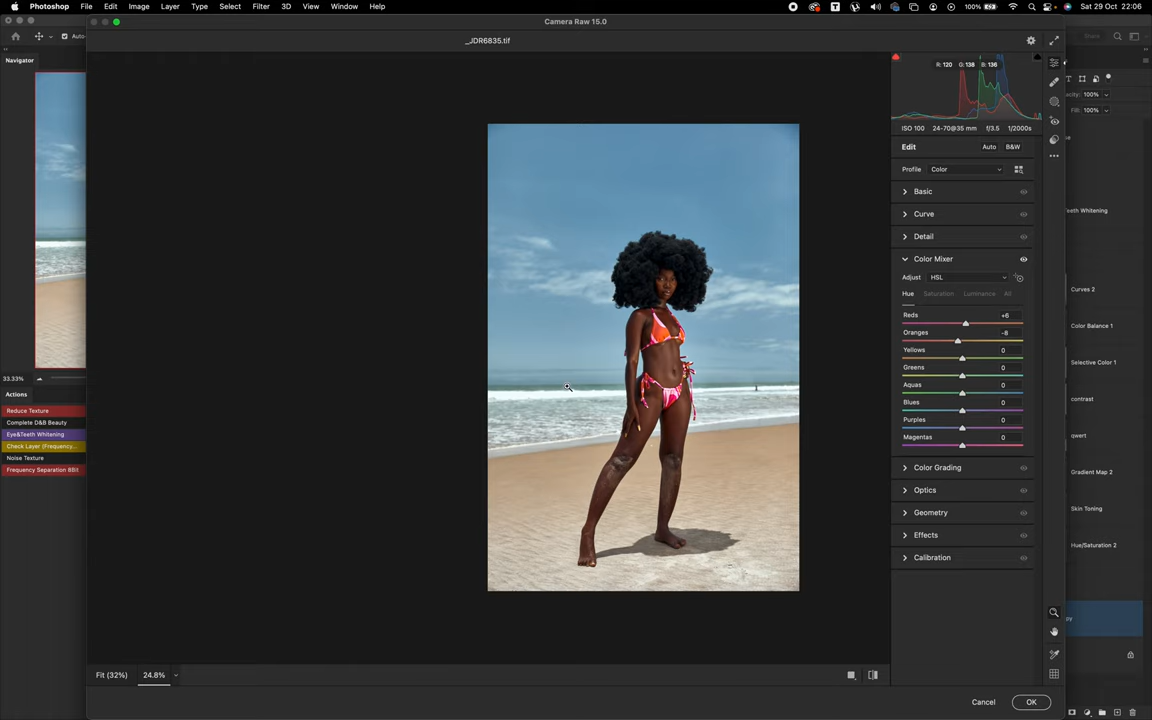 Photoshop File Edit Image Layer Type Select Filter 3D View Window Help 100% Sat 29 Oct 22:06
Camera Raw 15.0
Auto
Share
_JDR6835.tif
Navigator
R: 120 G: 138 B: 136
100%
Fill: 100%
ISO 100 24-70@35 mm f/3.5 1/2000s
Edit Auto B&W
Profile Color
Basic
Teeth Whitening
Curve
Detail
Color Mixer
Adjust HSL
Curves 2
Hue Saturation Luminance All
Reds +6
Color Balance 1
Oranges -8
Yellows 0
Selective Color 1
Greens 0
33.33%
Aquas 0
Actions
contrast
Blues 0
Reduce Texture
Purples 0
Complete D&B Beauty
Eye&Teeth Whitening
qwert
Magentas 0
Check Layer (Frequency...
Noise Texture
Frequency Separation 8Bit
Color Grading
Gradient Map 2
Optics
Skin Toning
Geometry
Effects
Hue/Saturation 2
Calibration
Fit (32%) 24.8%
Cancel OK